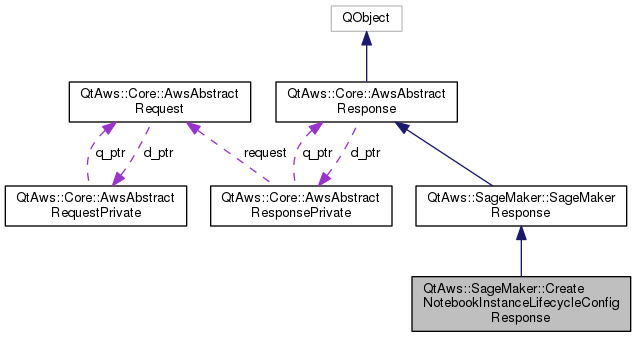 QObject
QtAws::Core::AwsAbstract
Request
QtAws::Core::AwsAbstract
Response
q_ptr
d_ptr
request
q_ptr
d_ptr
QtAws::Core::AwsAbstract
RequestPrivate
QtAws::Core::AwsAbstract
ResponsePrivate
QtAws::SageMaker::SageMaker
Response
QtAws::SageMaker::Create
NotebookInstanceLifecycleConfig
Response